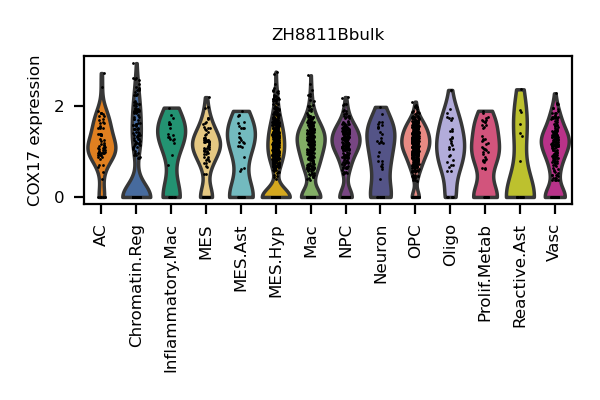 ZH8811Bbulk
COX17 expression
2
0
AC
Chromatin.Reg
Inflammatory.Mac
MES
MES.Ast
MES.Hyp
Mac
NPC
Neuron
OPC
Oligo
Prolif.Metab
Reactive.Ast
Vasc